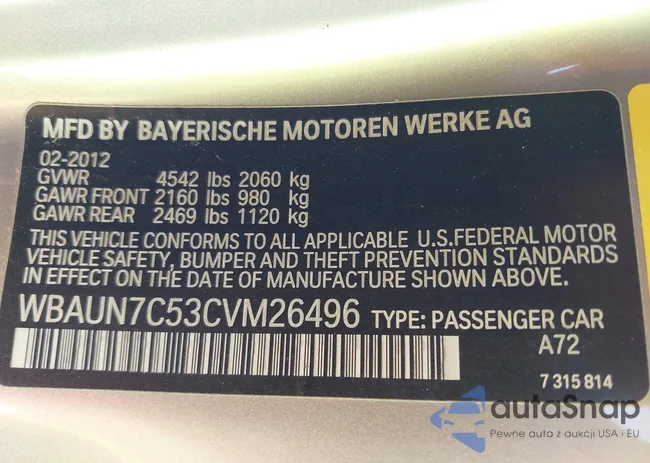 MFD BY BAYERISCHE MOTOREN WERKE AG
02-2012
GVWR 4542 lbs 2060 kg
GAWR FRONT 2160 lbs 980 kg
GAWR REAR 2469 lbs 1120 kg
THIS VEHICLE CONFORMS TO ALL APPLICABLE U.S.FEDERAL MOTOR
VEHICLE SAFETY, BUMPER AND THEFT PREVENTION STANDARDS
IN EFFECT ON THE DATE OF MANUFACTURE SHOWN ABOVE.
WBAUN7C53CVM26496 TYPE: PASSENGER CAR
A72
7 315 814
autaSnap
Pewne auta z aukcji USA i EU